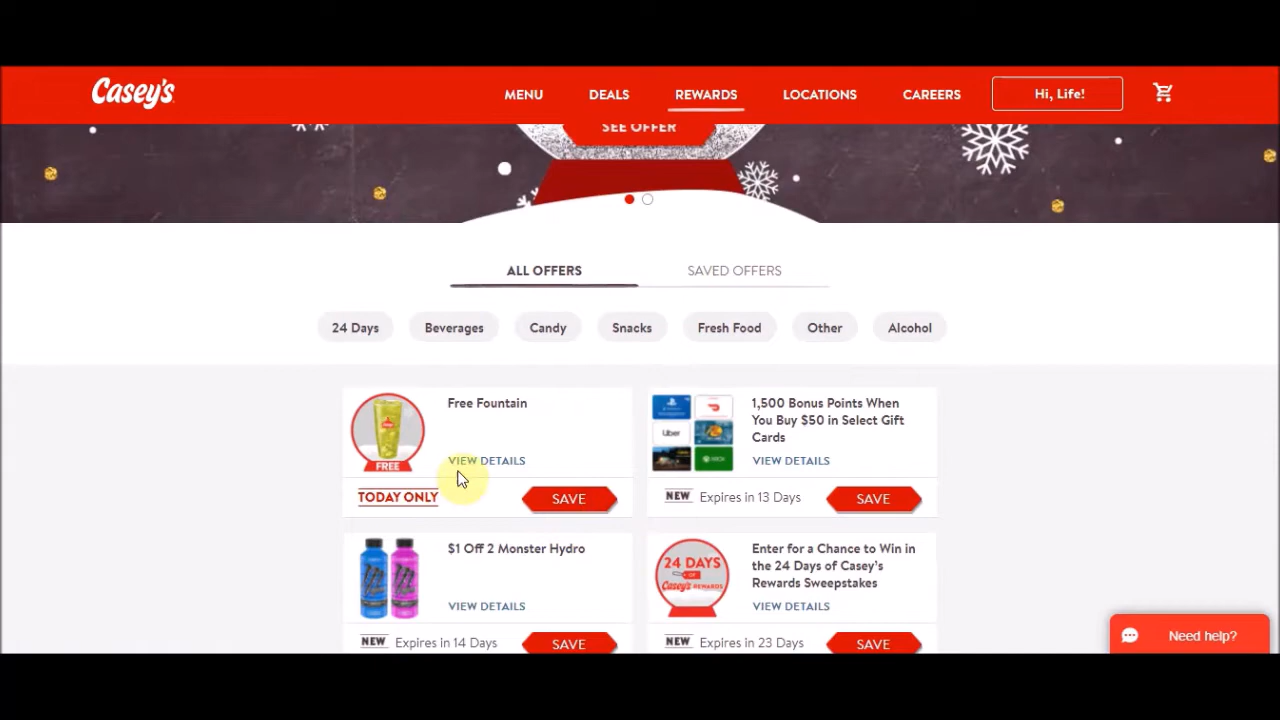 Casey's
MENU
DEALS
REWARDS
LOCATIONS
CAREERS
Hi, Life!
SEE OFFER
ALL OFFERS
SAVED OFFERS
24 Days
Beverages
Candy
Snacks
Fresh Food
Other
Alcohol
FREE
Free Fountain
VIEW DETAILS
TODAY ONLY
SAVE
Uber
XBOX
1,500 Bonus Points When
You Buy $50 in Select Gift
Cards
VIEW DETAILS
NEW Expires in 13 Days
SAVE
$1 Off 2 Monster Hydro
VIEW DETAILS
NEW Expires in 14 Days
SAVE
24 DAYS
OF
Casey's REWARDS
Enter for a Chance to Win in
the 24 Days of Casey's
Rewards Sweepstakes
VIEW DETAILS
NEW Expires in 23 Days
SAVE
Need help?